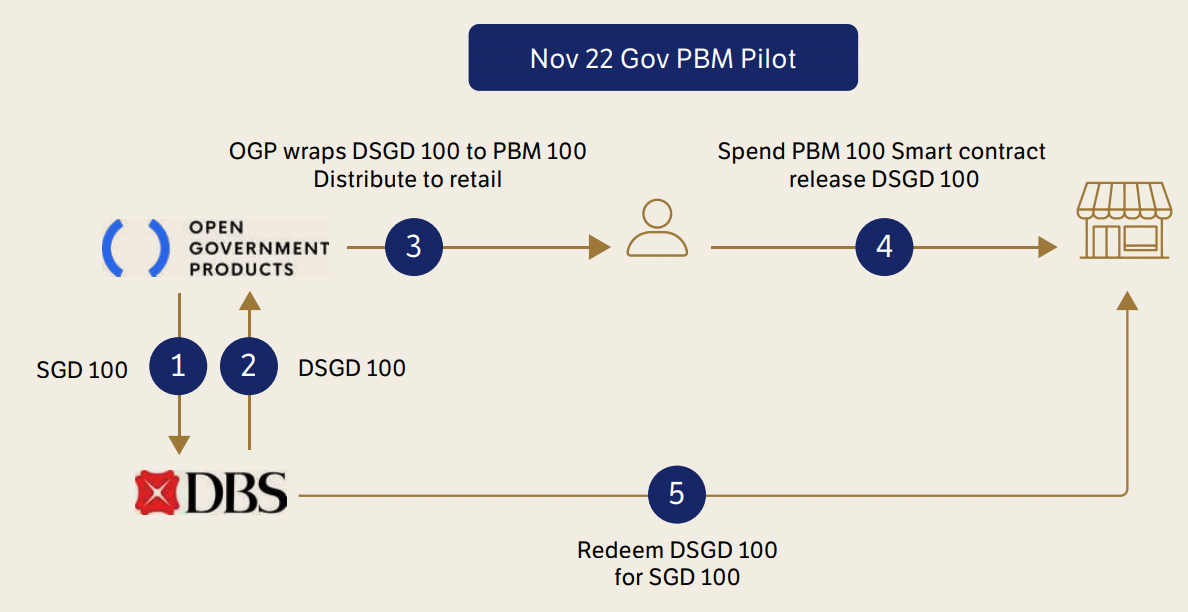 Nov 22 Gov PBM Pilot
OGP wraps DSGD 100 to PBM 100
Distribute to retail
Spend PBM 100 Smart contract
release DSGD 100
OPEN
GOVERNMENT
PRODUCTS
3
4
SGD 100
1
2
DSGD 100
DBS
5
Redeem DSGD 100
for SGD 100